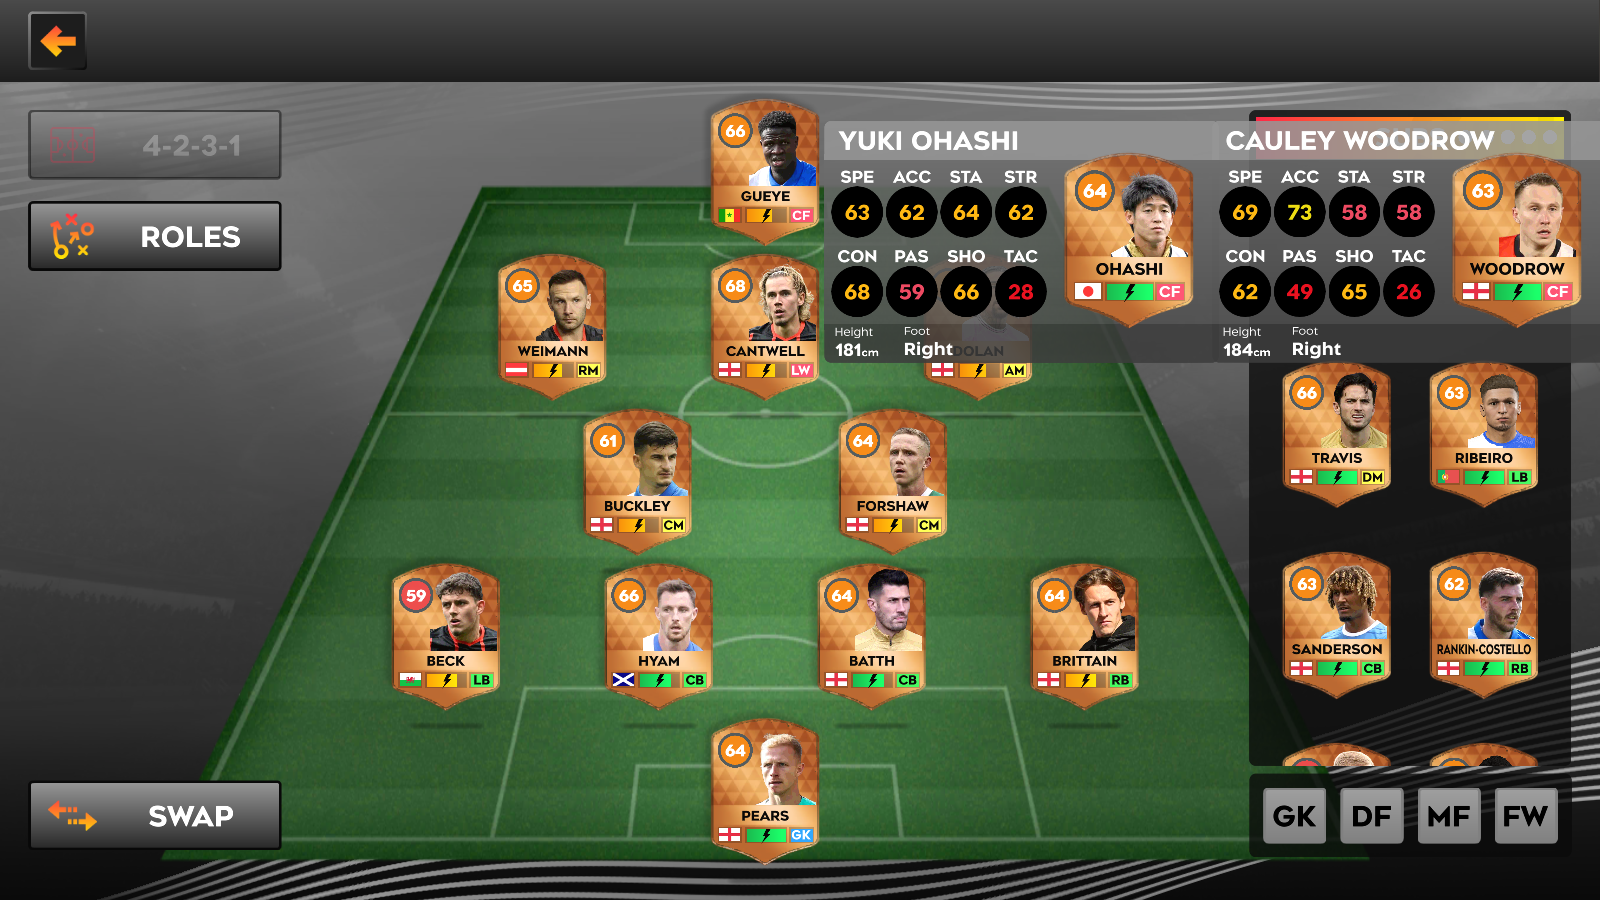 4-2-3-1
ROLES
SWAP
66
GUEYE
CF
65
WEIMANN
RM
68
CANTWELL
LW
DOLAN
AM
61
BUCKLEY
CM
64
FORSHAW
CM
59
BECK
LB
66
HYAM
CB
64
BATTH
CB
64
BRITTAIN
RB
64
PEARS
GK
YUKI OHASHI
SPE ACC STA STR
63 62 64 62
CON PAS SHO TAC
68 59 66 28
Height Foot
181cm Right
64
OHASHI
CF
CAULEY WOODROW
SPE ACC STA STR
69 73 58 58
CON PAS SHO TAC
62 49 65 26
Height Foot
184cm Right
63
WOODROW
CF
66
TRAVIS
DM
63
RIBEIRO
LB
63
SANDERSON
CB
62
RANKIN-COSTELLO
RB
GK DF MF FW